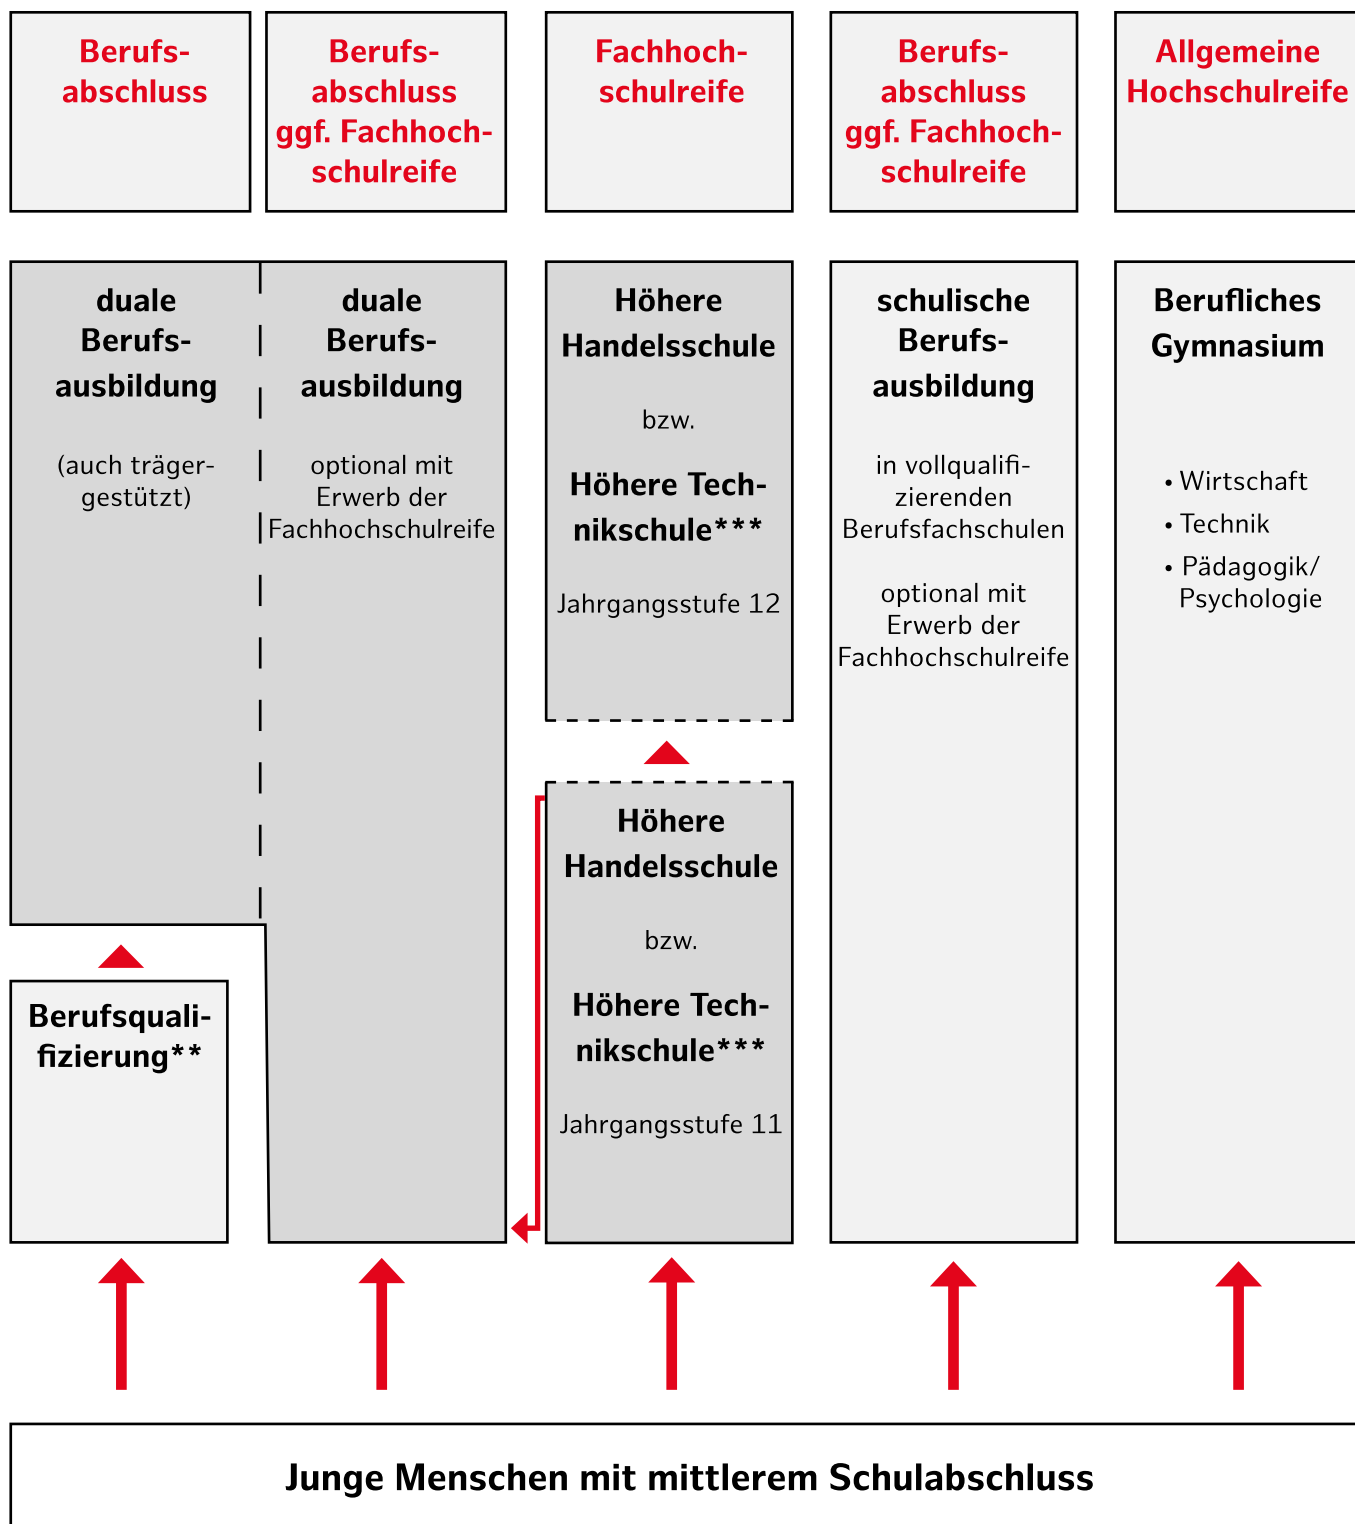 Berufs-
abschluss
Berufs-
abschluss
ggf. Fachhoch-
schulreife
Fachhoch-
schulreife
Berufs-
abschluss
ggf. Fachhoch-
schulreife
Allgemeine
Hochschulreife
duale
Berufs-
ausbildung
(auch träger-
gestützt)
duale
Berufs-
ausbildung
optional mit
Erwerb der
Fachhochschulreife
Höhere
Handelsschule
bzw.
Höhere Tech-
nikschule***
Jahrgangsstufe 12
schulische
Berufs-
ausbildung
in vollqualifi-
zierenden
Berufsfachschulen
optional mit
Erwerb der
Fachhochschulreife
Berufliches
Gymnasium
• Wirtschaft
• Technik
• Pädagogik/
Psychologie
Höhere
Handelsschule
bzw.
Höhere Tech-
nikschule***
Jahrgangsstufe 11
Berufsquali-
fizierung**
Junge Menschen mit mittlerem Schulabschluss